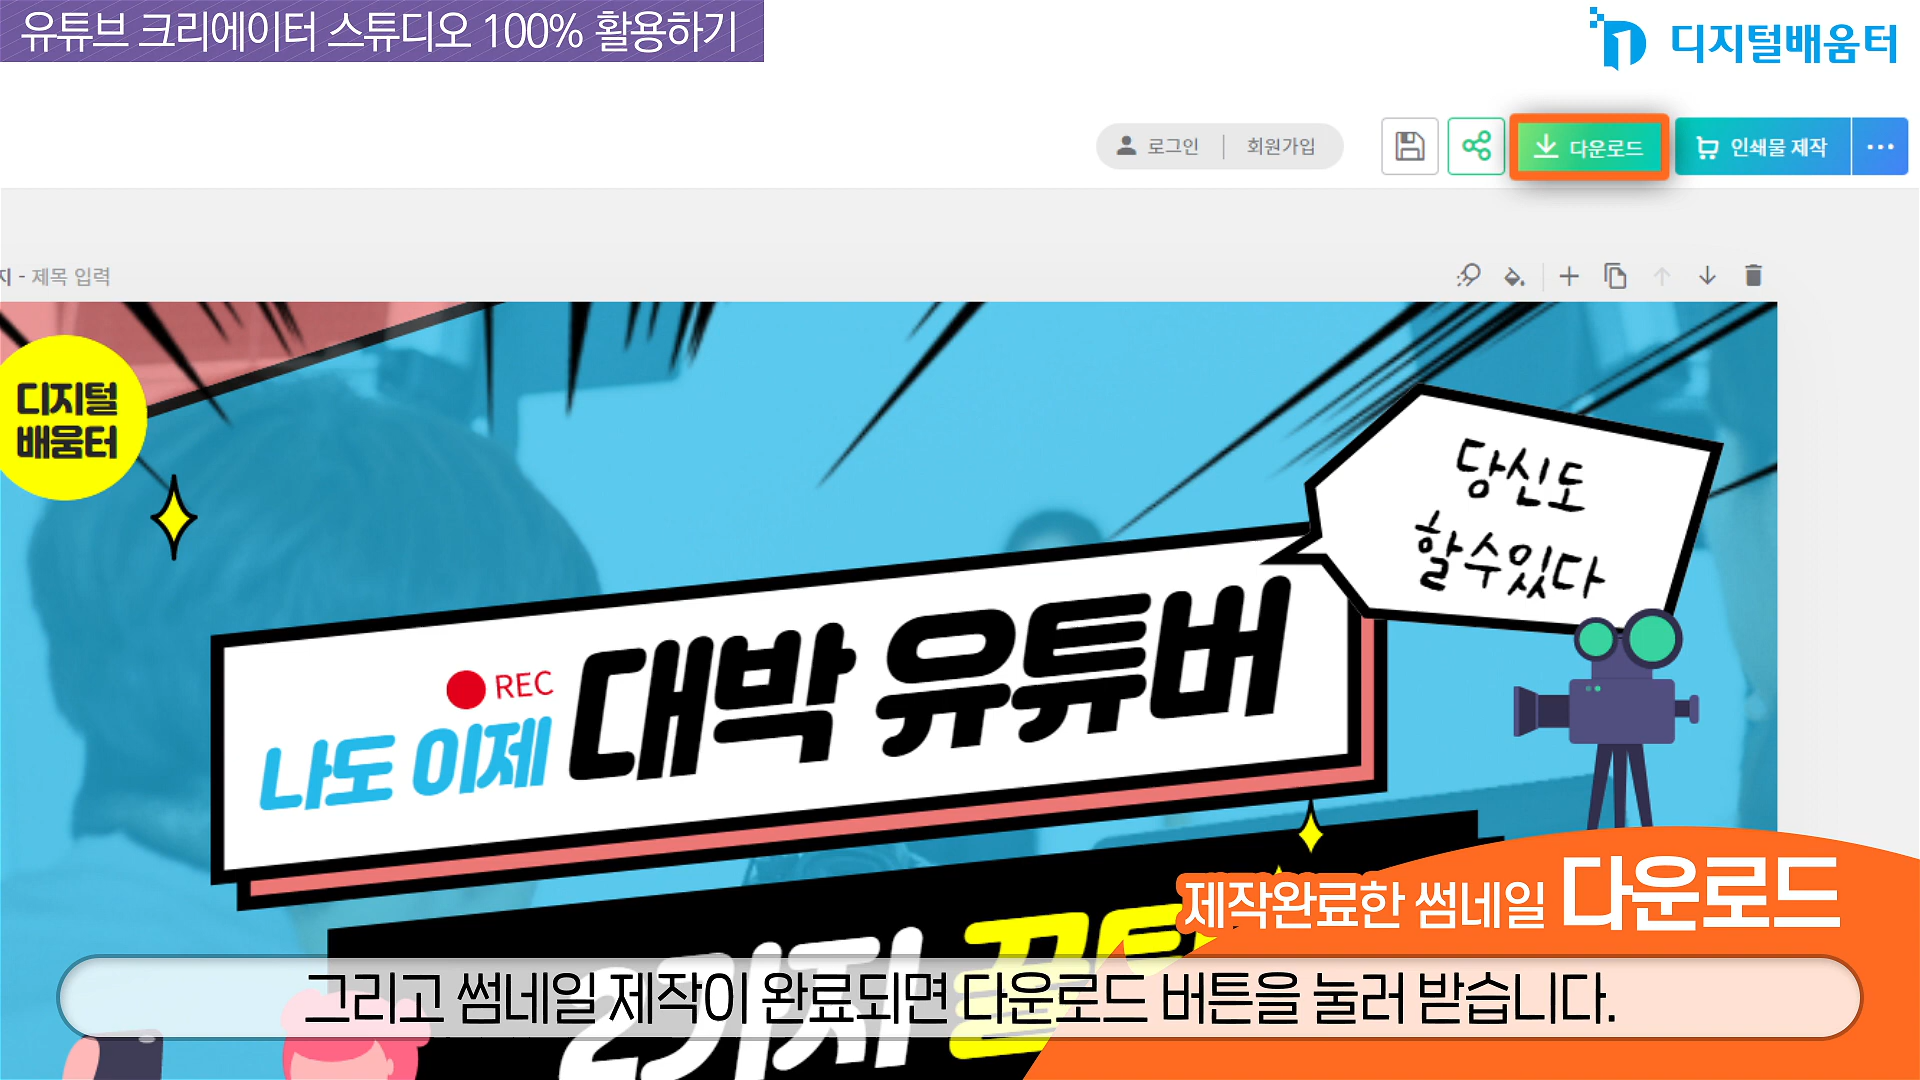 유튜브 크리에이터 스튜디오 100% 활용하기
디지털배움터
로그인 | 회원가입
다운로드
인쇄물 제작
지 - 제목 입력
디지털
배움터
당신도
할수있다
REC
나도 이제 대박 유튜버
제작완료한 썸네일 다운로드
그리고 썸네일 제작이 완료되면 다운로드 버튼을 눌러 받습니다.